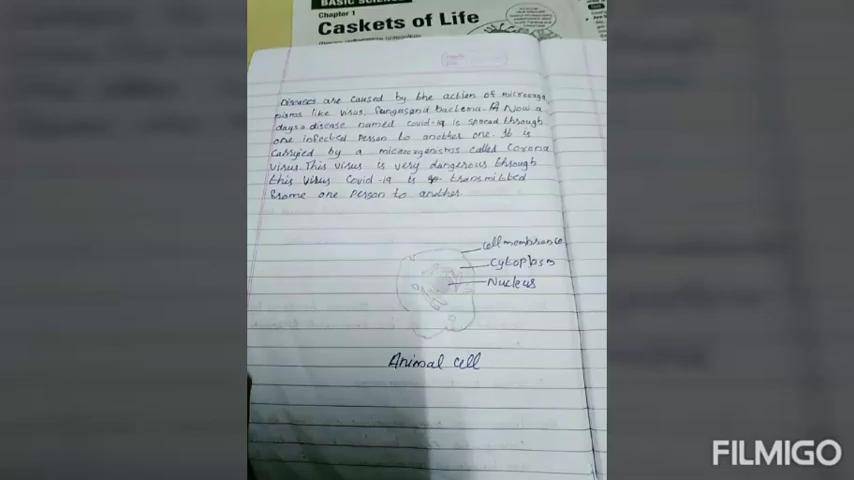 BASIC SCIENCE
Chapter 1
Caskets of Life
Diseases are caused by the action of microorga
nisms like virus, fungus and bacteria. Now a
days a disease named covid-19 is spread through
one infected person to another one. It is
carryied by a microorganisms called Corona
virus. This virus is very dangerous through
this virus Covid-19 is transmitted
frome one person to another.
cell membrance
Cytoplasm
Nucleus
Animal cell
FILMIGO